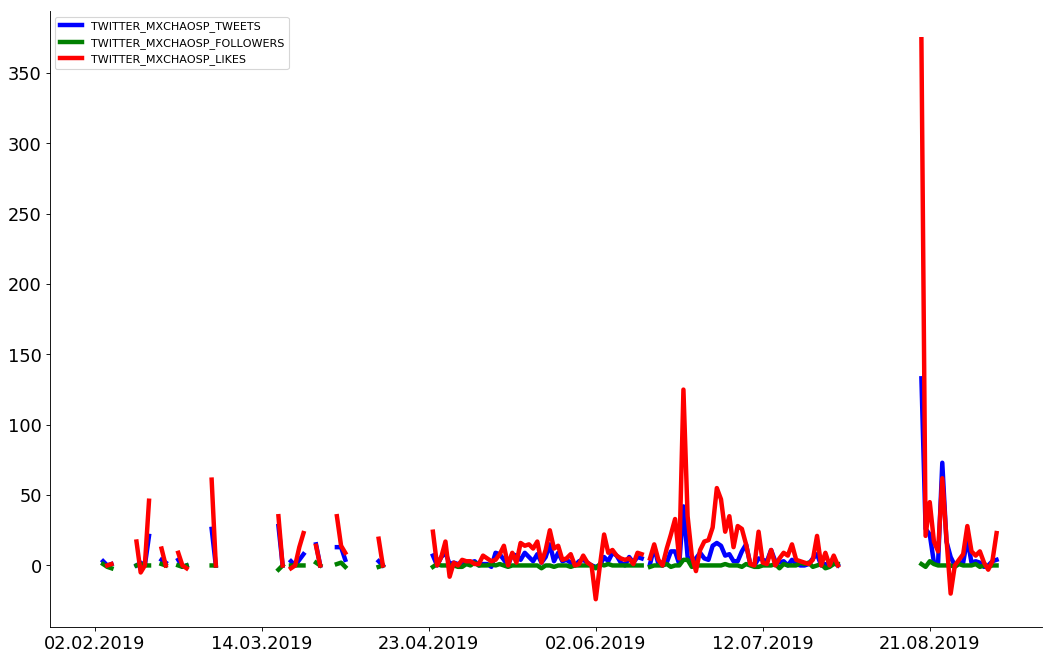 TWITTER_MXCHAOSP_TWEETS
TWITTER_MXCHAOSP_FOLLOWERS
TWITTER_MXCHAOSP_LIKES
350
300
250
200
150
100
50
0
02.02.2019 14.03.2019 23.04.2019 02.06.2019 12.07.2019 21.08.2019